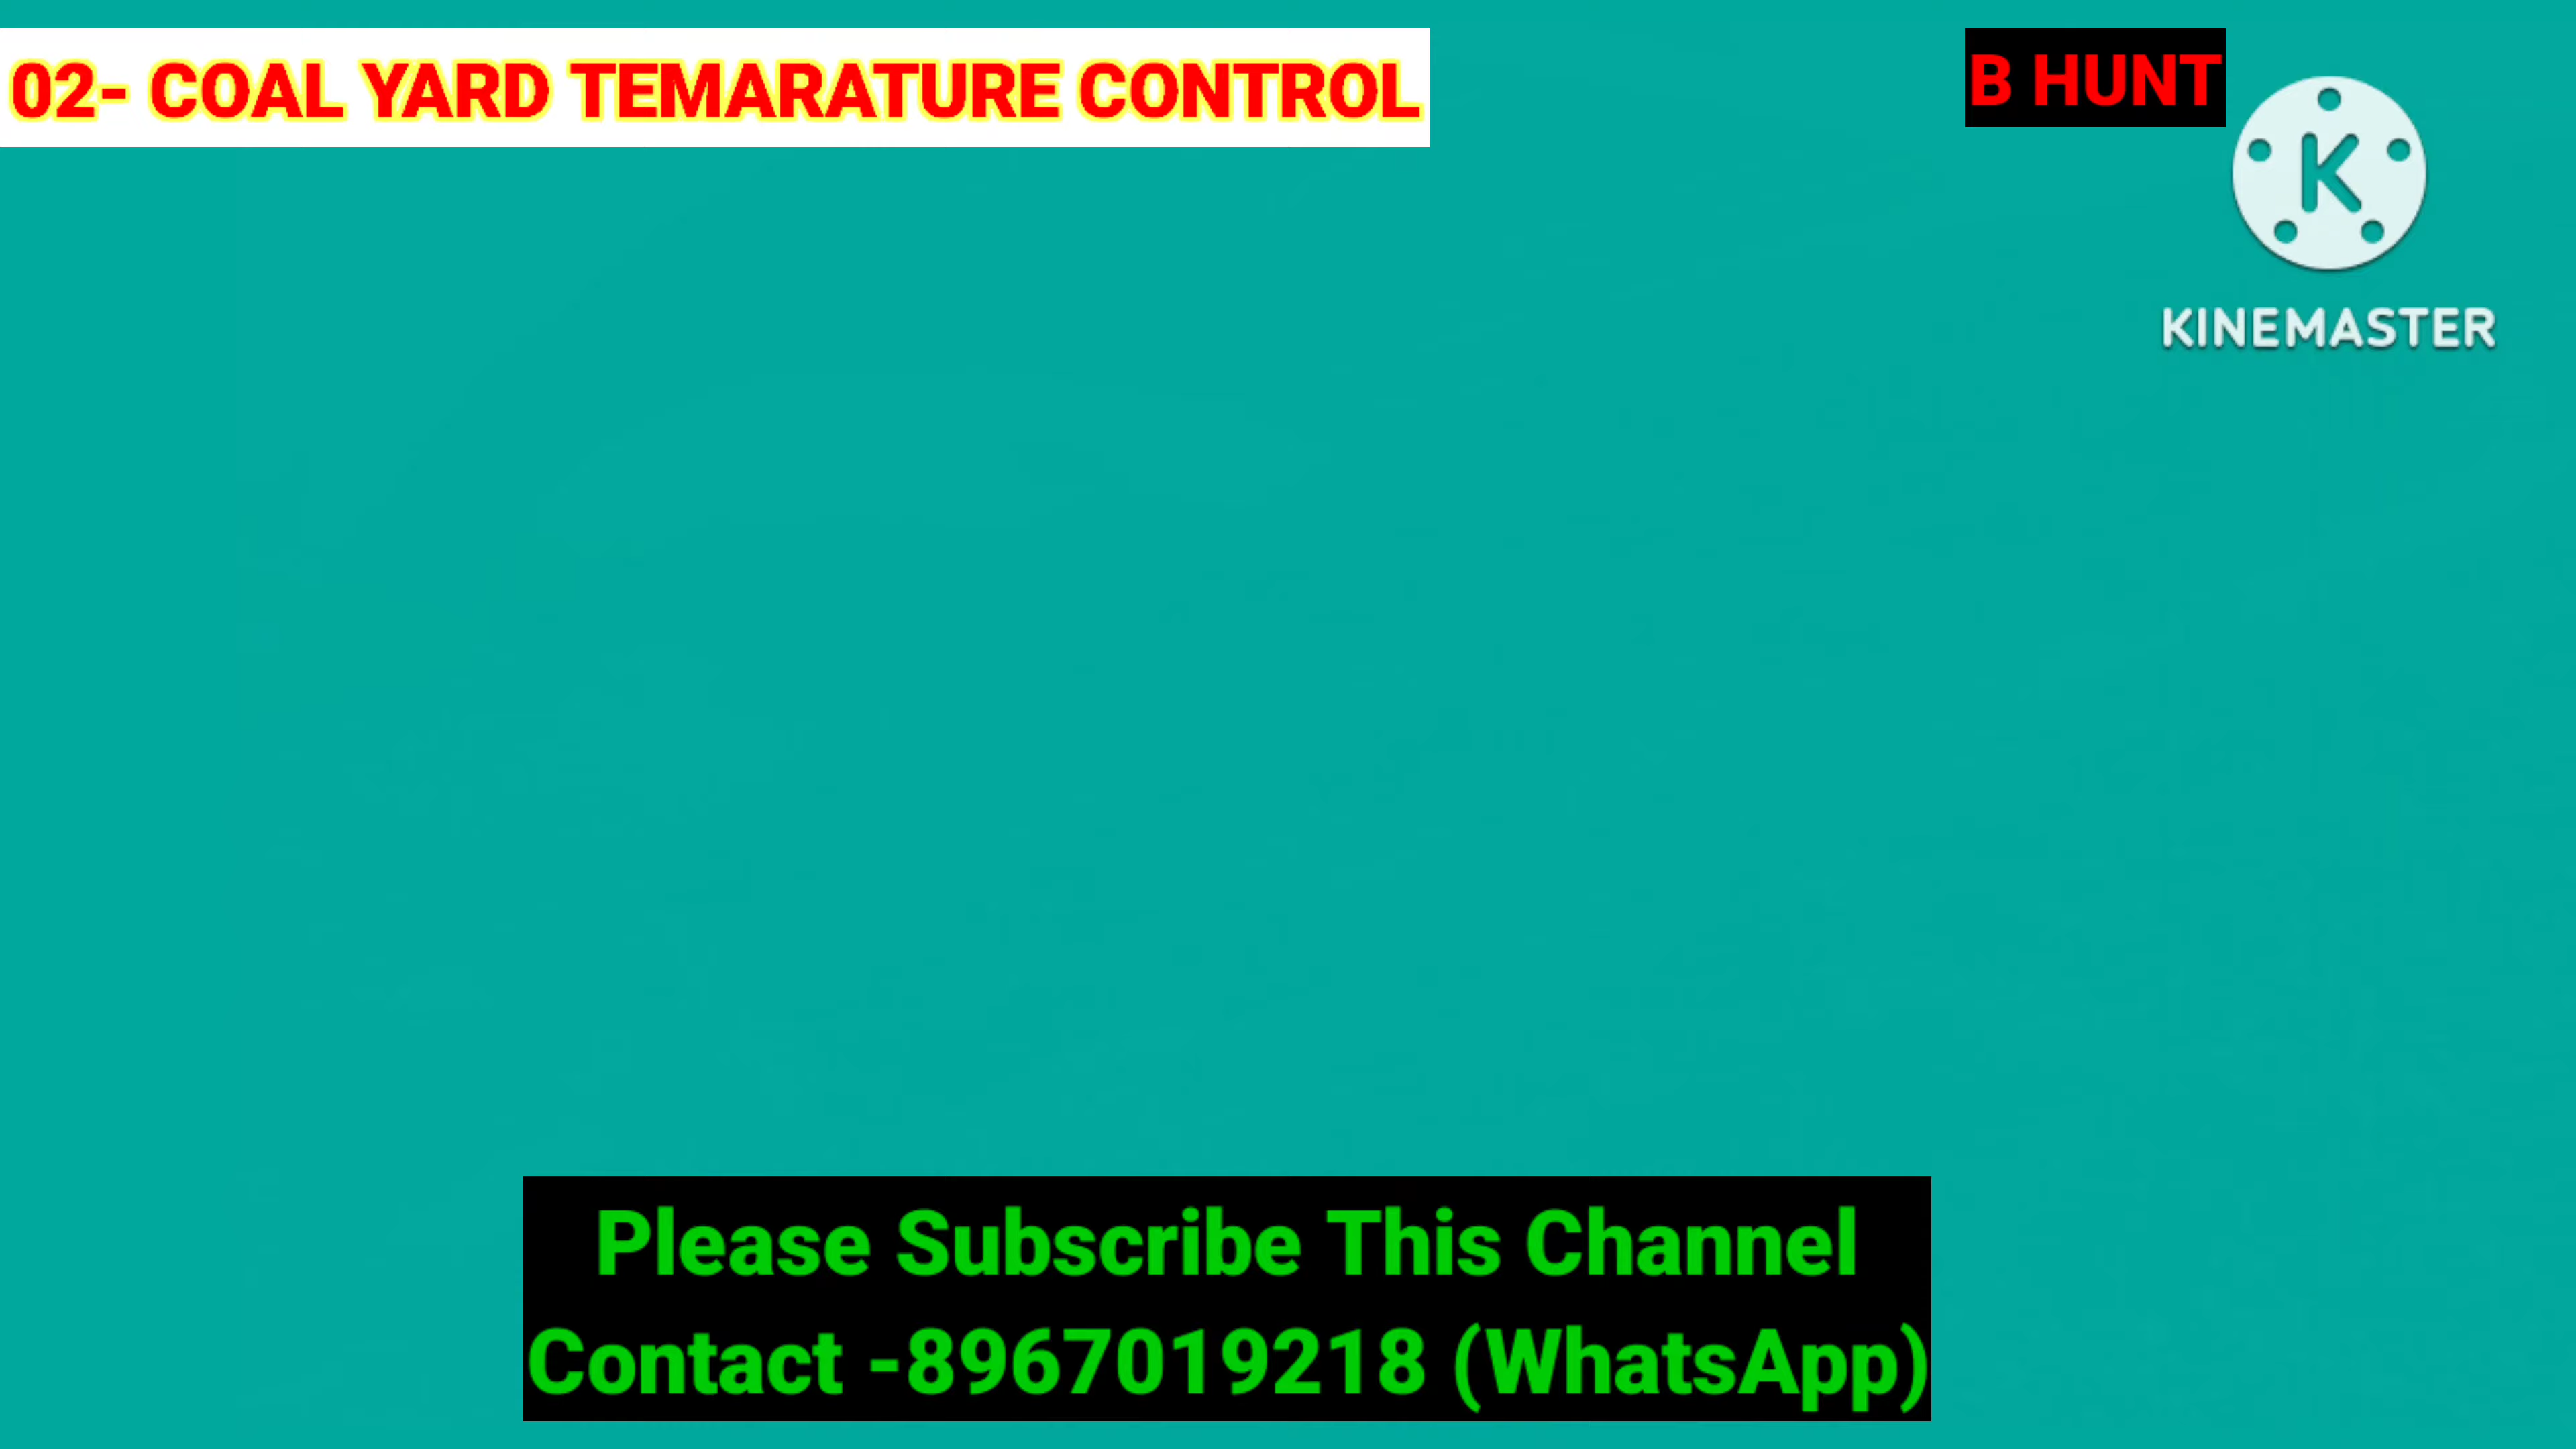 02- COAL YARD TEMARATURE CONTROL
B HUNT
K
KINEMASTER
Please Subscribe This Channel
Contact -8967019218 (WhatsApp)